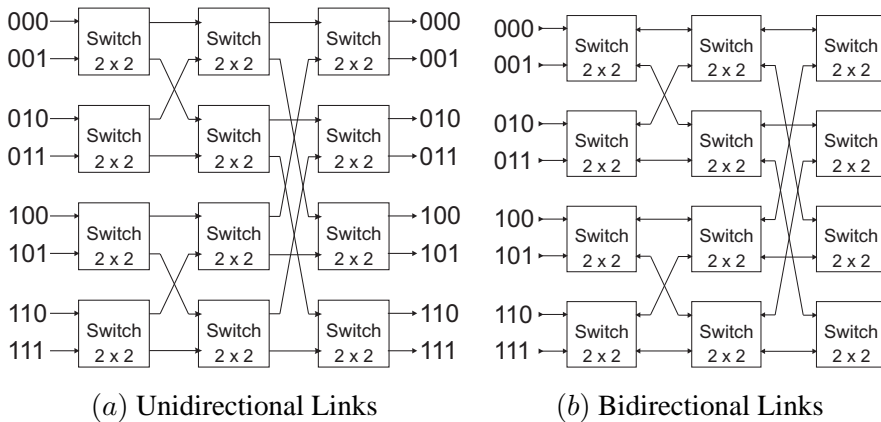 000 Switch 2 x 2 Switch 2 x 2 Switch 2 x 2 000
001 001
010 Switch 2 x 2 Switch 2 x 2 Switch 2 x 2 010
011 011
100 Switch 2 x 2 Switch 2 x 2 Switch 2 x 2 100
101 101
110 Switch 2 x 2 Switch 2 x 2 Switch 2 x 2 110
111 111
(a) Unidirectional Links
000 Switch 2 x 2 Switch 2 x 2 Switch 2 x 2
001
010 Switch 2 x 2 Switch 2 x 2 Switch 2 x 2
011
100 Switch 2 x 2 Switch 2 x 2 Switch 2 x 2
101
110 Switch 2 x 2 Switch 2 x 2 Switch 2 x 2
111
(b) Bidirectional Links